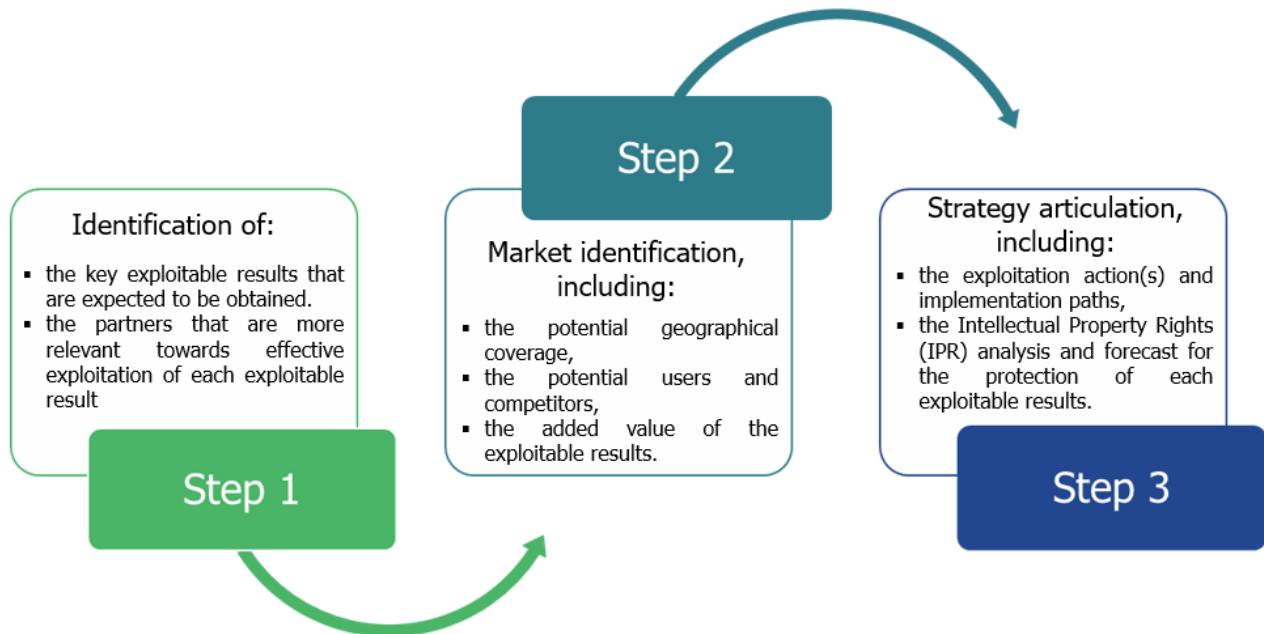 Identification of:
▪ the key exploitable results that
are expected to be obtained.
▪ the partners that are more
relevant towards effective
exploitation of each exploitable
result
Step 1
Step 2
Market identification,
including:
▪ the potential geographical
coverage,
▪ the potential users and
competitors,
▪ the added value of the
exploitable results.
Strategy articulation,
including:
▪ the exploitation action(s) and
implementation paths,
▪ the Intellectual Property Rights
(IPR) analysis and forecast for
the protection of each
exploitable results.
Step 3